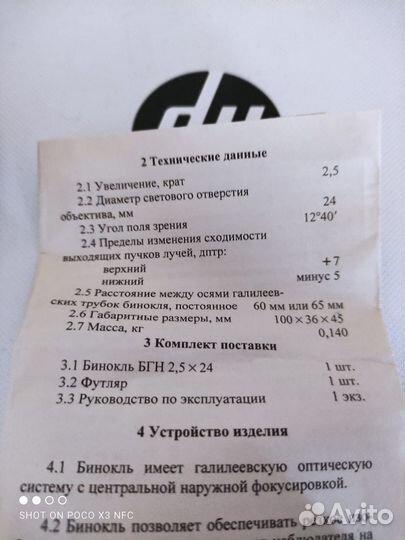 2 Технические данные
2.1 Увеличение, крат 2,5
2.2 Диаметр светового отверстия
объектива, мм 24
2.3 Угол поля зрения 12°40′
2.4 Пределы изменения сходимости
выходящих пучков лучей, дптр:
верхний +7
нижний минус 5
2.5 Расстояние между осями галилеев-
ских трубок бинокля, постоянное 60 мм или 65 мм
2.6 Габаритные размеры, мм 100×36×45
2.7 Масса, кг 0,140
3 Комплект поставки
3.1 Бинокль БГН 2,5×24 1 шт.
3.2 Футляр 1 шт.
3.3 Руководство по эксплуатации 1 экз.
4 Устройство изделия
4.1 Бинокль имеет галилеевскую оптическую
систему с центральной наружной фокусировкой.
4.2 Бинокль позволяет обеспечивать
наблюдателя на
SHOT ON POCO X3 NFC
Avito